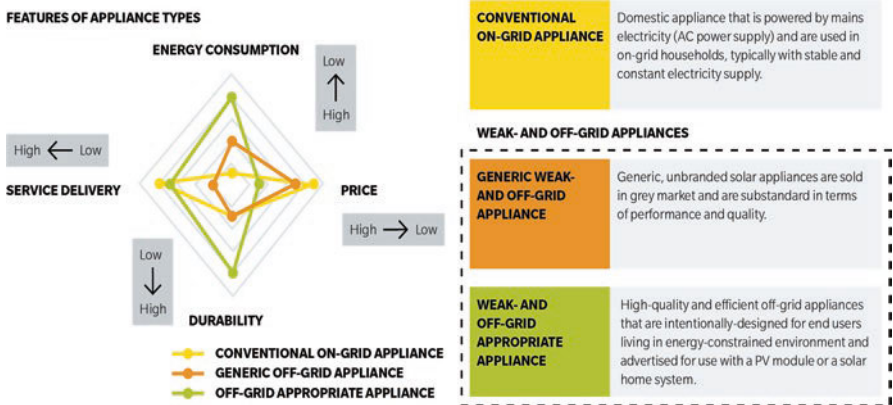 FEATURES OF APPLIANCE TYPES
ENERGY CONSUMPTION
Low
High
High
Low
SERVICE DELIVERY
PRICE
High
Low
Low
High
DURABILITY
CONVENTIONAL ON-GRID APPLIANCE
GENERIC OFF-GRID APPLIANCE
OFF-GRID APPROPRIATE APPLIANCE
CONVENTIONAL
ON-GRID APPLIANCE
Domestic appliance that is powered by mains
electricity (AC power supply) and are used in
on-grid households, typically with stable and
constant electricity supply.
WEAK- AND OFF-GRID APPLIANCES
GENERIC WEAK-
AND OFF-GRID
APPLIANCE
Generic, unbranded solar appliances are sold
in grey market and are substandard in terms
of performance and quality.
WEAK- AND
OFF-GRID
APPROPRIATE
APPLIANCE
High-quality and efficient off-grid appliances
that are intentionally-designed for end users
living in energy-constrained environment and
advertised for use with a PV module or a solar
home system.